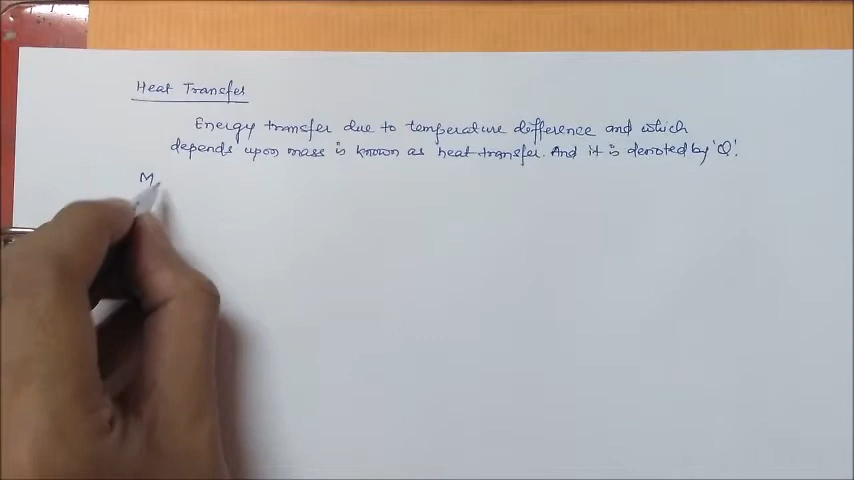 Heat Transfer
Energy transfer due to temperature difference and which
depends upon mass is known as heat transfer. And it is denoted by 'Q'.
M